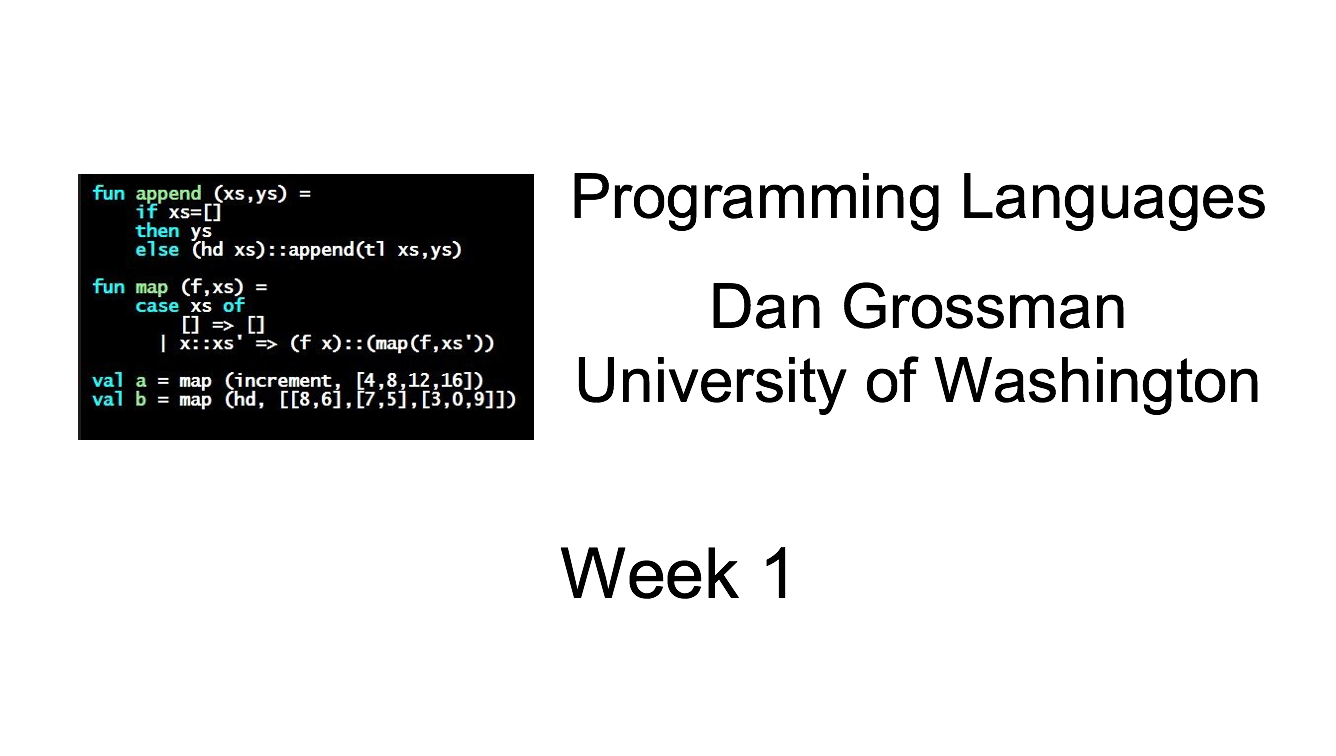 fun append (xs,ys) =
    if xs=[]
    then ys
    else (hd xs)::append(tl xs,ys)
fun map (f,xs) =
    case xs of
        [] => []
      | x::xs' => (f x)::(map(f,xs'))
val a = map (increment, [4,8,12,16])
val b = map (hd, [[8,6],[7,5],[3,0,9]])
Programming Languages
Dan Grossman
University of Washington
Week 1